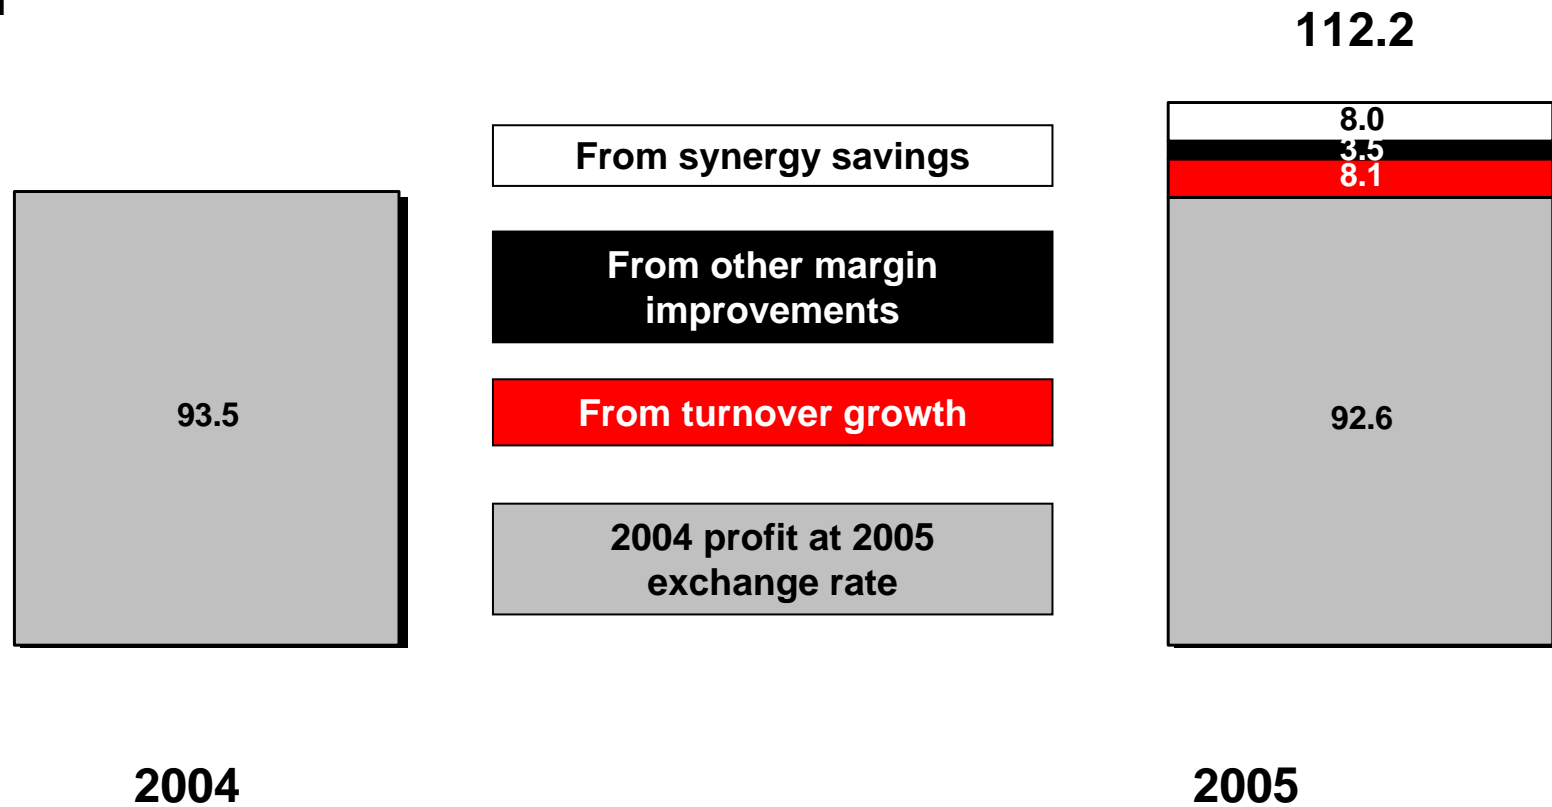 112.2
8.0
3.5
8.1
92.6
From synergy savings
From other margin
improvements
From turnover growth
2004 profit at 2005
exchange rate
93.5
2004
2005